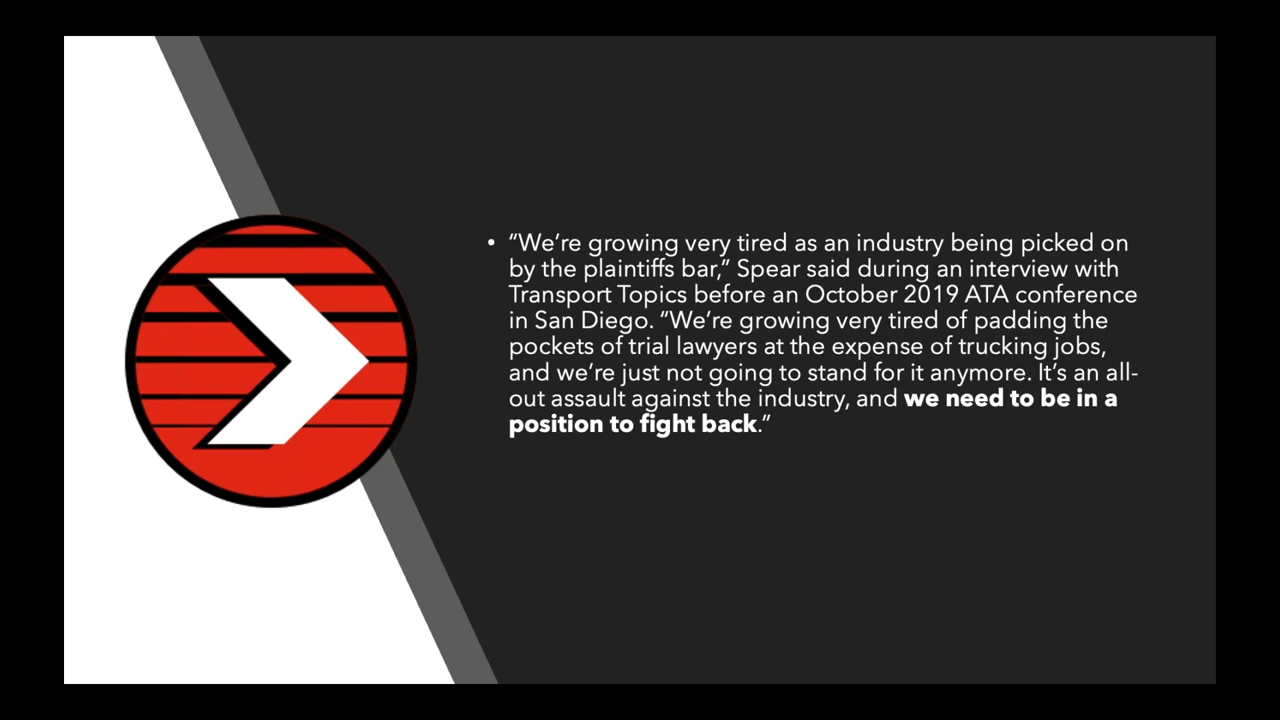 • “We’re growing very tired as an industry being picked on
by the plaintiffs bar,” Spear said during an interview with
Transport Topics before an October 2019 ATA conference
in San Diego. “We’re growing very tired of padding the
pockets of trial lawyers at the expense of trucking jobs,
and we’re just not going to stand for it anymore. It’s an all-
out assault against the industry, and we need to be in a
position to fight back.”